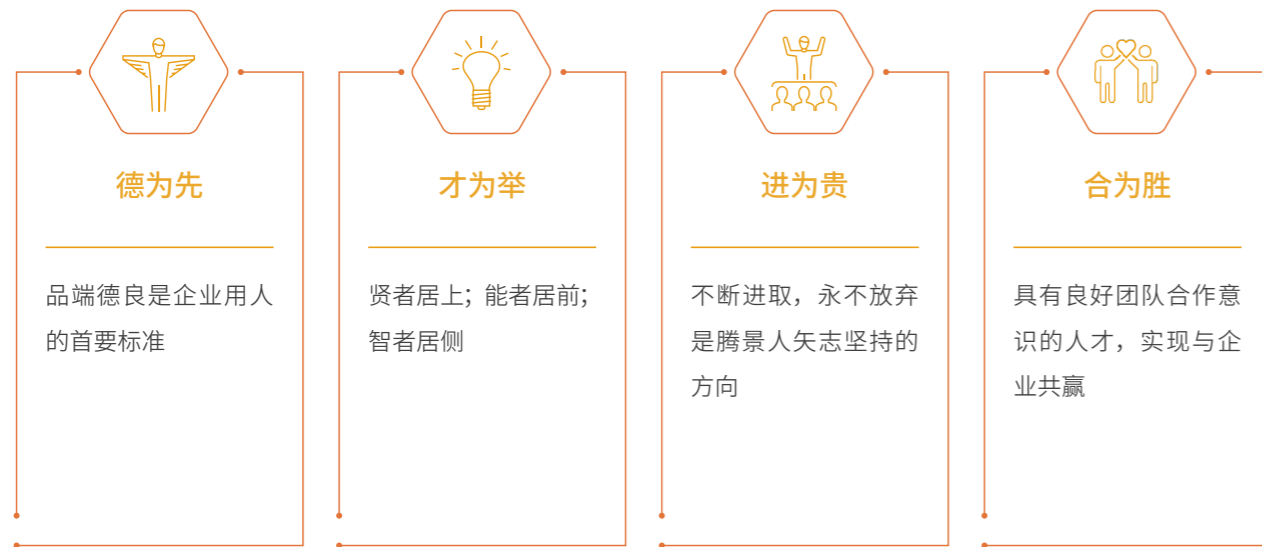 德为先
品端德良是企业用人
的首要标准
才为举
贤者居上；能者居前；
智者居侧
进为贵
不断进取，永不放弃
是腾景人矢志坚持的
方向
合为胜
具有良好团队合作意
识的人才，实现与企
业共赢